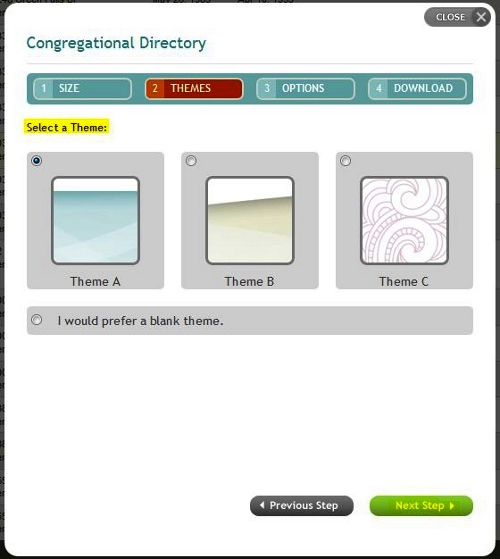 CLOSE X
Congregational Directory
1 SIZE 2 THEMES 3 OPTIONS 4 DOWNLOAD
Select a Theme:
Theme A Theme B Theme C
I would prefer a blank theme.
Previous Step Next Step